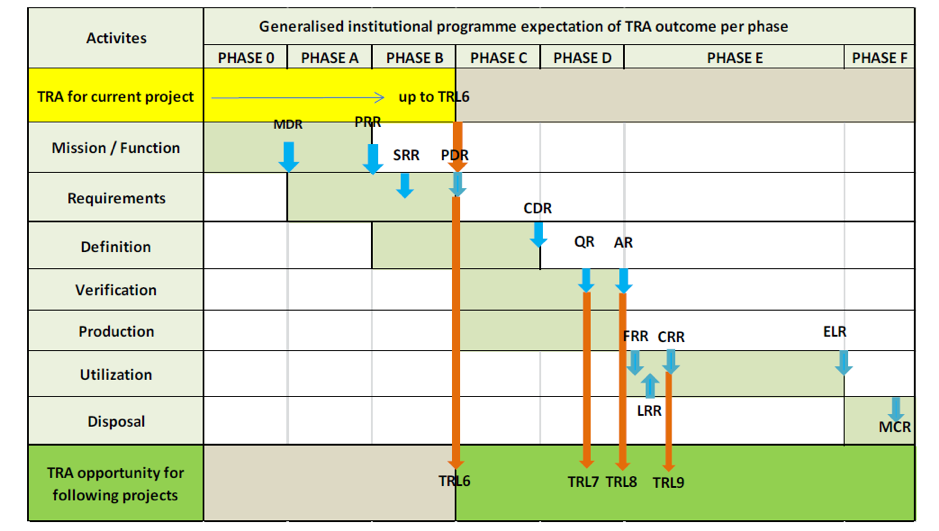 Activites
Generalised institutional programme expectation of TRA outcome per phase
PHASE 0
PHASE A
PHASE B
PHASE C
PHASE D
PHASE E
PHASE F
TRA for current project
up to TRL6
MDR
PRR
Mission / Function
SRR
PDR
Requirements
CDR
Definition
QR
AR
Verification
Production
FRR
CRR
ELR
Utilization
LRR
Disposal
MCR
TRA opportunity for
following projects
TRL6
TRL7
TRL8
TRL9